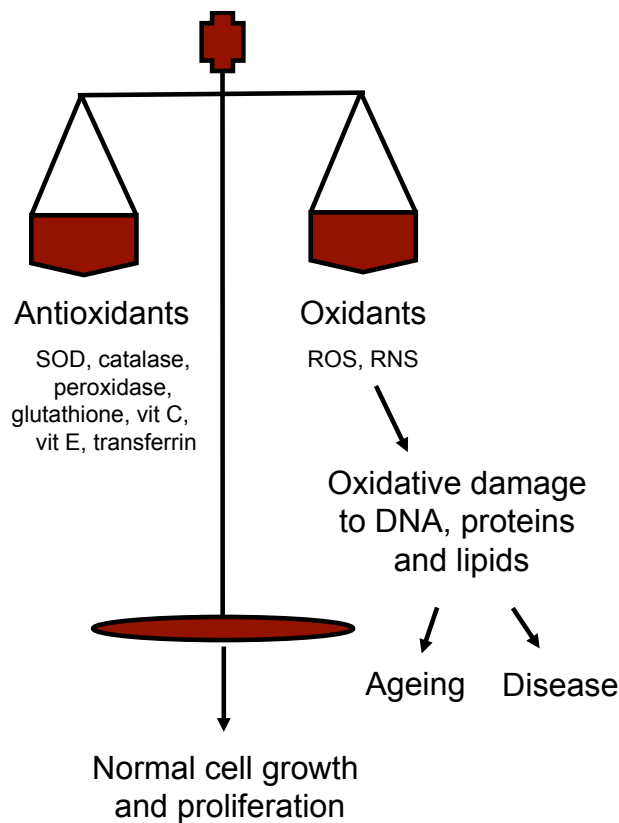 Antioxidants
SOD, catalase,
peroxidase,
glutathione, vit C,
vit E, transferrin
Oxidants
ROS, RNS
Oxidative damage
to DNA, proteins
and lipids
Ageing
Disease
Normal cell growth
and proliferation